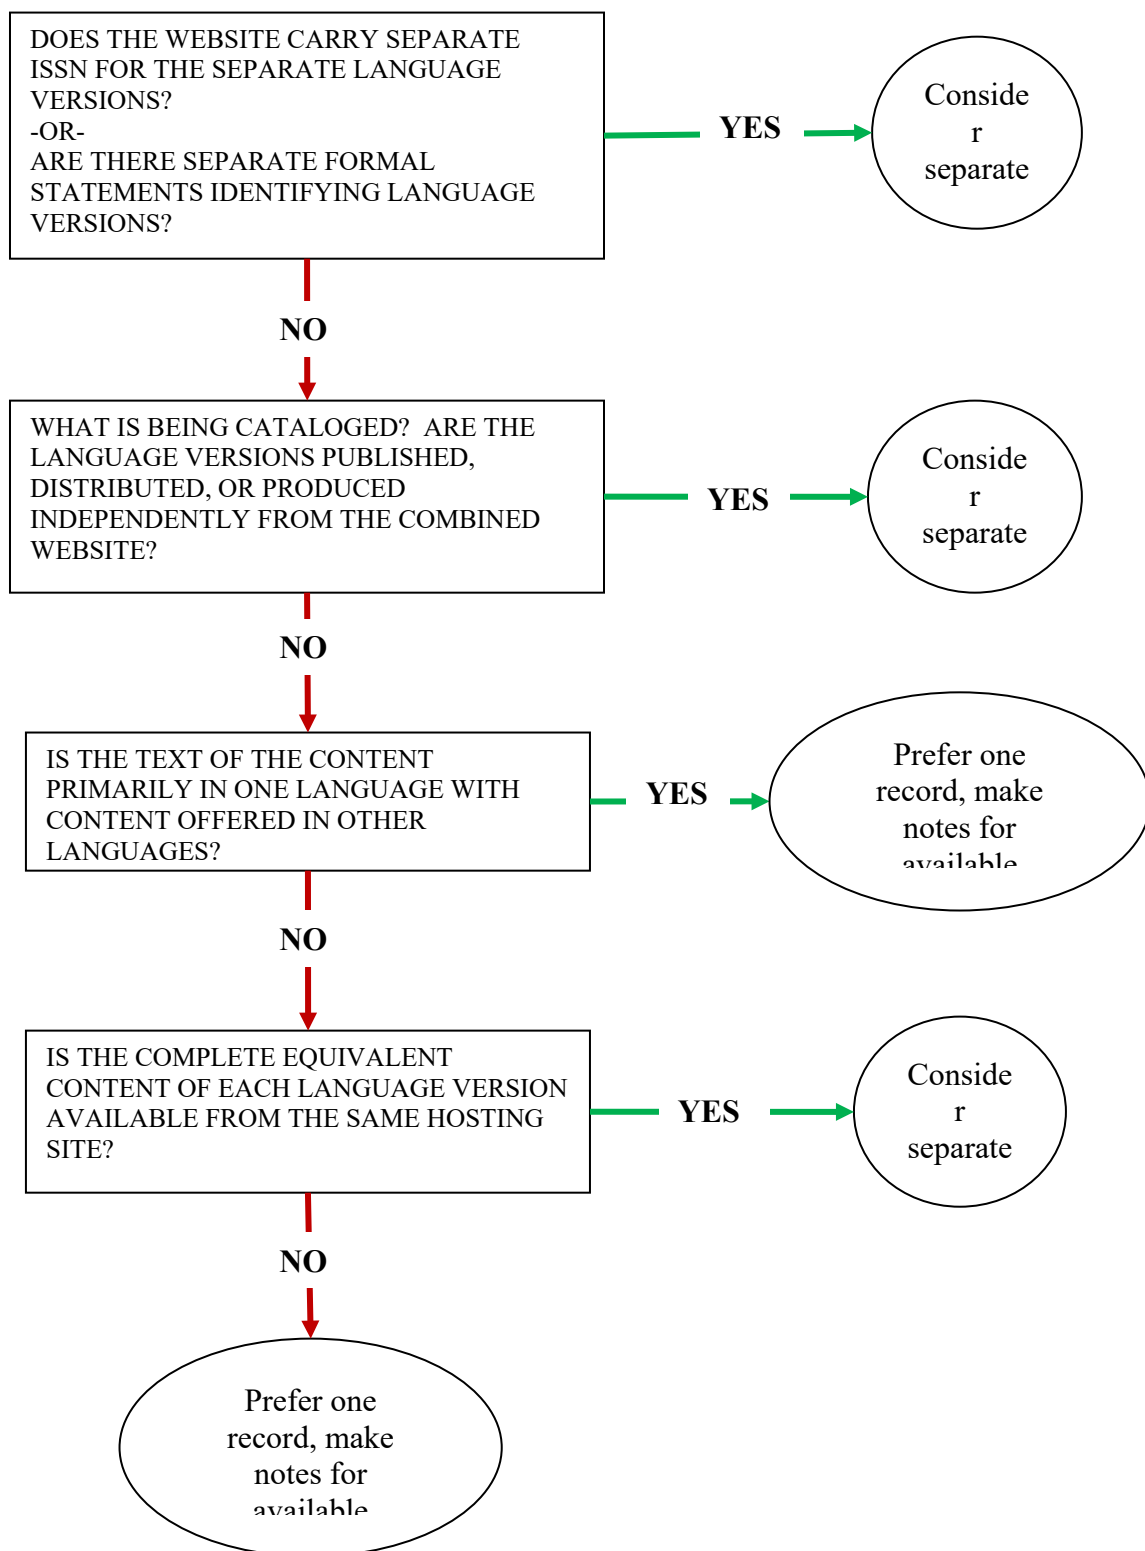 DOES THE WEBSITE CARRY SEPARATE
ISSN FOR THE SEPARATE LANGUAGE
VERSIONS?
-OR-
ARE THERE SEPARATE FORMAL
STATEMENTS IDENTIFYING LANGUAGE
VERSIONS?
YES
Conside
r
separate
NO
WHAT IS BEING CATALOGED?  ARE THE
LANGUAGE VERSIONS PUBLISHED,
DISTRIBUTED, OR PRODUCED
INDEPENDENTLY FROM THE COMBINED
WEBSITE?
YES
Conside
r
separate
NO
IS THE TEXT OF THE CONTENT
PRIMARILY IN ONE LANGUAGE WITH
CONTENT OFFERED IN OTHER
LANGUAGES?
YES
Prefer one
record, make
notes for
available
NO
IS THE COMPLETE EQUIVALENT
CONTENT OF EACH LANGUAGE VERSION
AVAILABLE FROM THE SAME HOSTING
SITE?
YES
Conside
r
separate
NO
Prefer one
record, make
notes for
available